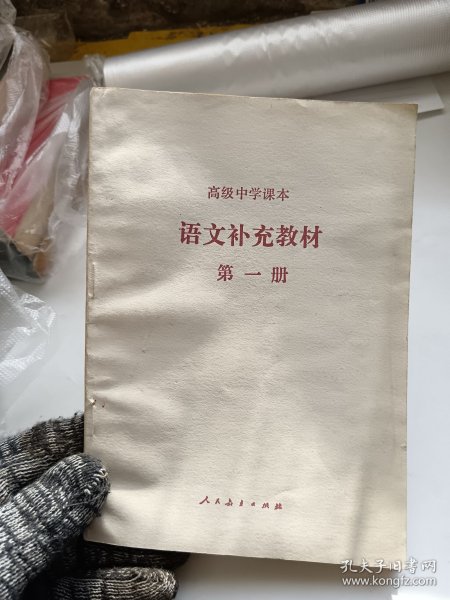 高级中学课本
语文补充教材
第一册
人民教育出版社
孔夫子旧书网
www.kongfz.com